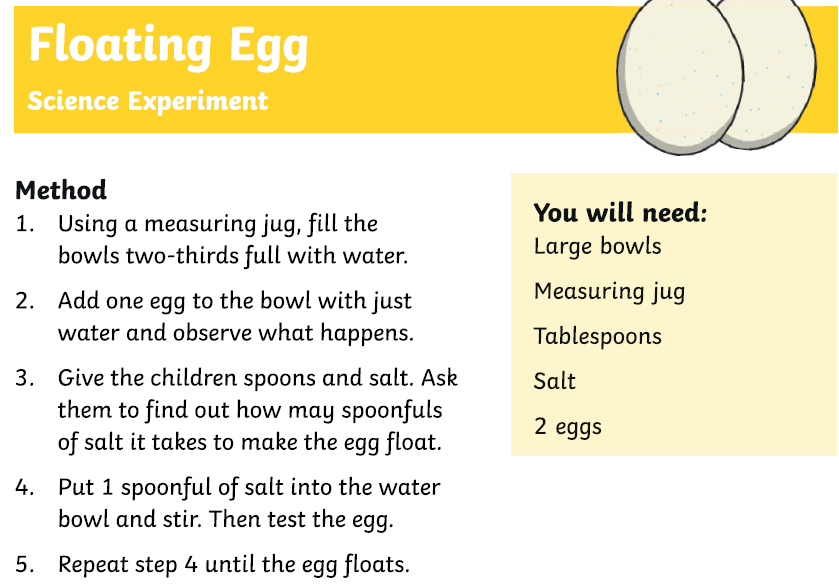 Floating Egg
Science Experiment
Method
1. Using a measuring jug, fill the
bowls two-thirds full with water.
2. Add one egg to the bowl with just
water and observe what happens.
3. Give the children spoons and salt. Ask
them to find out how may spoonfuls
of salt it takes to make the egg float.
4. Put 1 spoonful of salt into the water
bowl and stir. Then test the egg.
5. Repeat step 4 until the egg floats.
You will need:
Large bowls
Measuring jug
Tablespoons
Salt
2 eggs